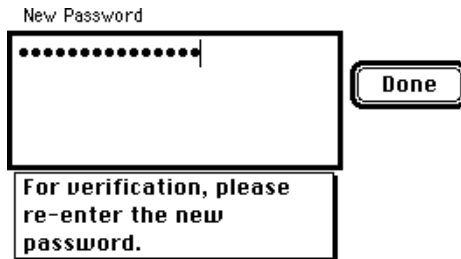 New Password
•••••••••••••••
Done
For verification, please
re-enter the new
password.